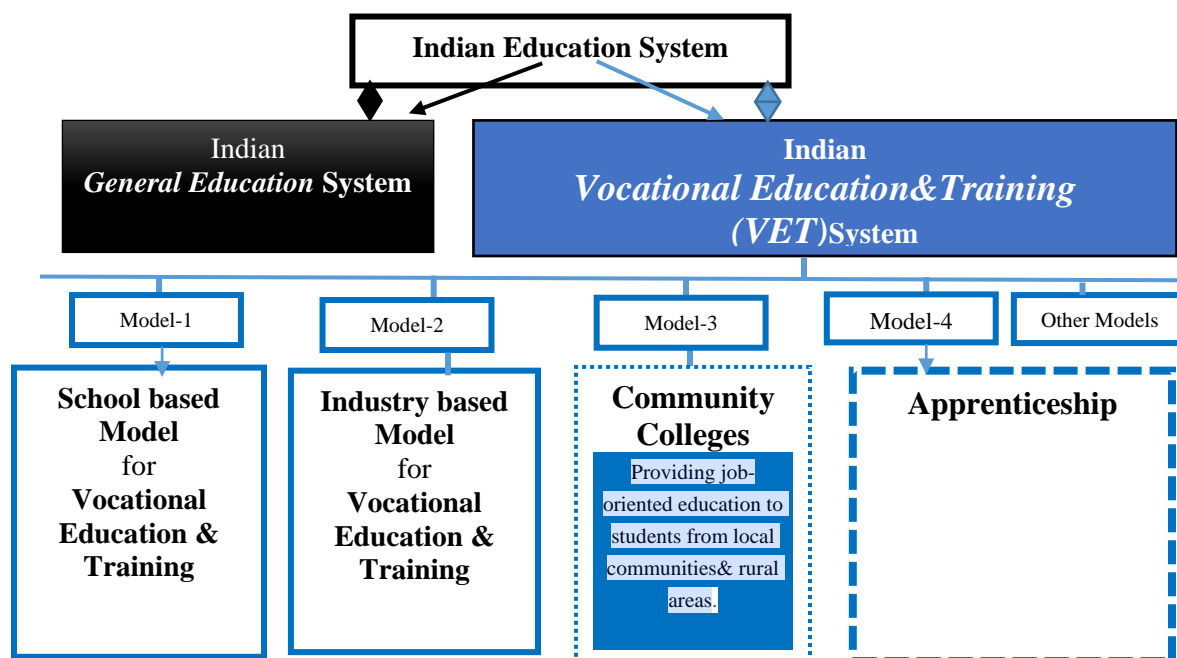 Indian Education System
Indian
General Education System
Indian
Vocational Education&Training
(VET)System
Model-1
Model-2
Model-3
Model-4
Other Models
School based
Model
for
Vocational
Education &
Training
Industry based
Model
for
Vocational
Education &
Training
Community
Colleges
Providing job-
oriented education to
students from local
communities& rural
areas.
Apprenticeship